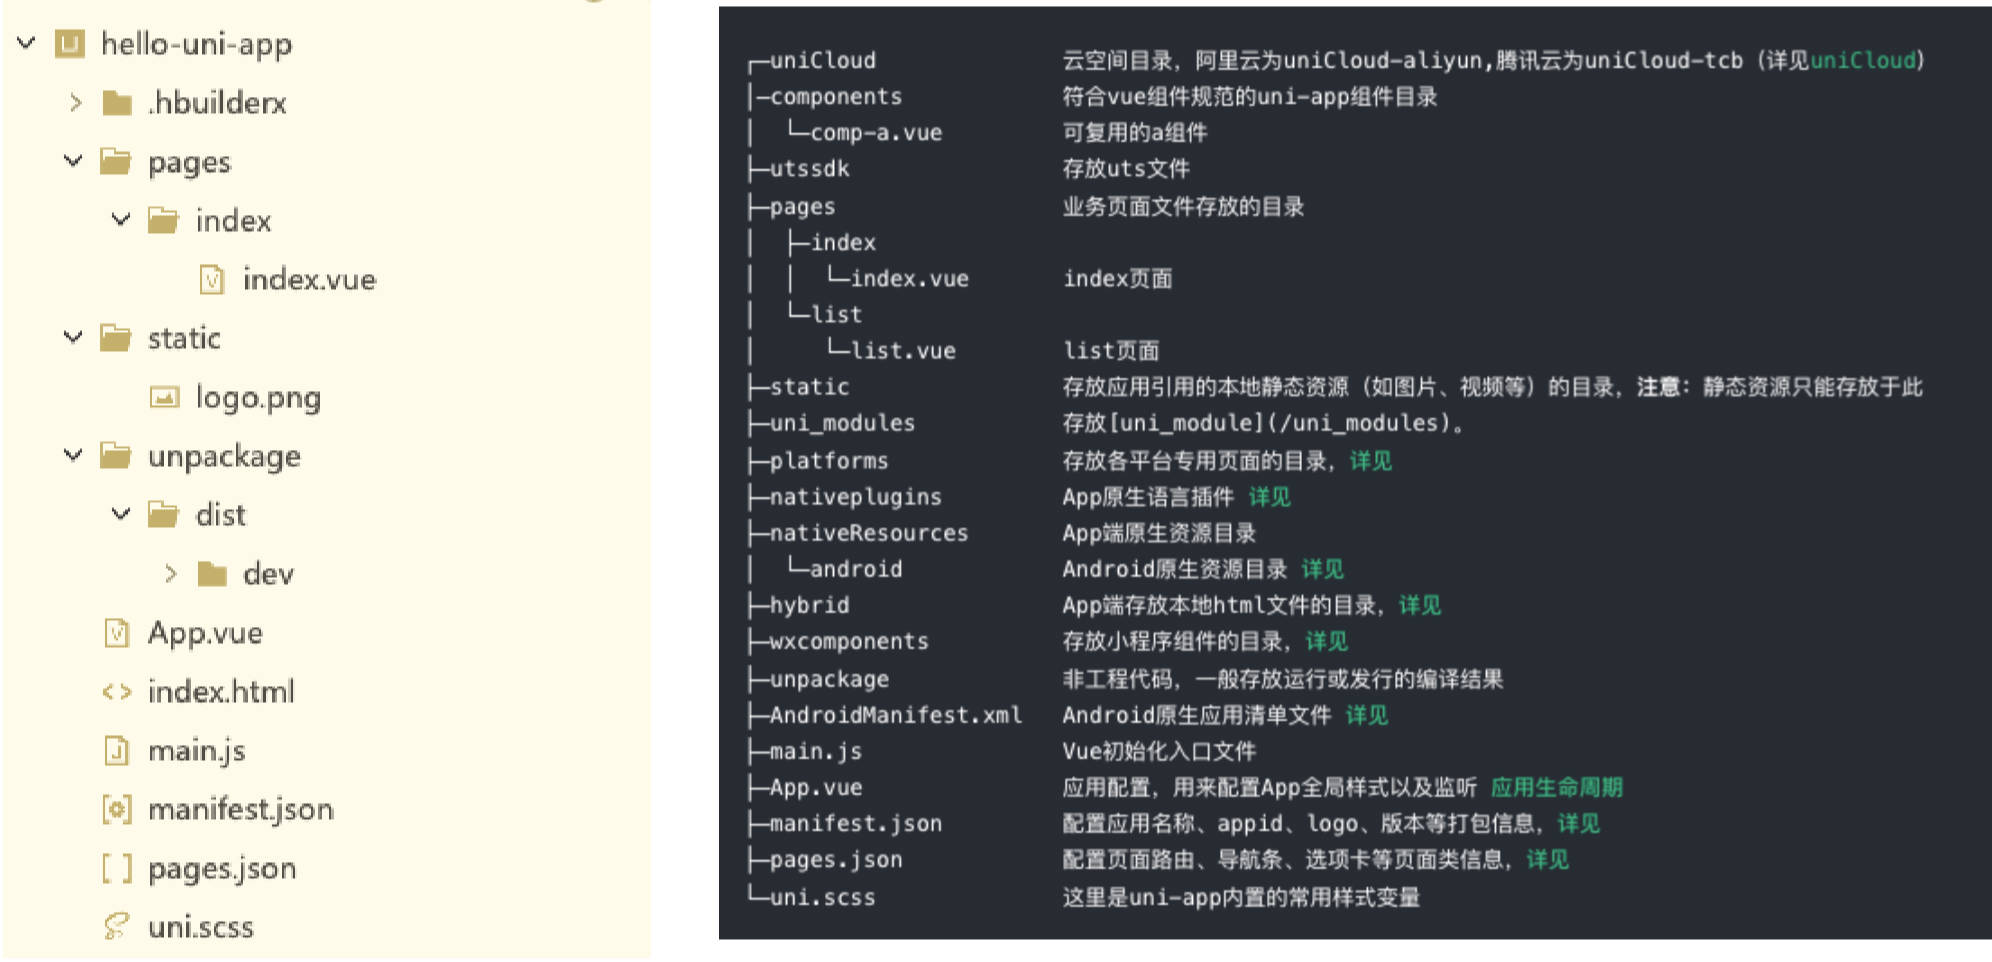 hello-uni-app
.hbuilderx
pages
index
index.vue
static
logo.png
unpackage
dist
dev
App.vue
index.html
main.js
manifest.json
pages.json
uni.scss
┌─uniCloud 云空间目录，阿里云为uniCloud-aliyun,腾讯云为uniCloud-tcb（详见uniCloud）
│─components 符合vue组件规范的uni-app组件目录
│ └─comp-a.vue 可复用的a组件
├─utssdk 存放uts文件
├─pages 业务页面文件存放的目录
│ ├─index
│ │ └─index.vue index页面
│ └─list
│ └─list.vue list页面
├─static 存放应用引用的本地静态资源（如图片、视频等）的目录，注意：静态资源只能存放于此
├─uni_modules 存放[uni_module](/uni_modules)。
├─platforms 存放各平台专用页面的目录，详见
├─nativeplugins App原生语言插件 详见
├─nativeResources App端原生资源目录
│ └─android Android原生资源目录 详见
├─hybrid App端存放本地html文件的目录，详见
├─wxcomponents 存放小程序组件的目录，详见
├─unpackage 非工程代码，一般存放运行或发行的编译结果
├─AndroidManifest.xml Android原生应用清单文件 详见
├─main.js Vue初始化入口文件
├─App.vue 应用配置，用来配置App全局样式以及监听 应用生命周期
├─manifest.json 配置应用名称、appid、logo、版本等打包信息，详见
├─pages.json 配置页面路由、导航条、选项卡等页面类信息，详见
└─uni.scss 这里是uni-app内置的常用样式变量